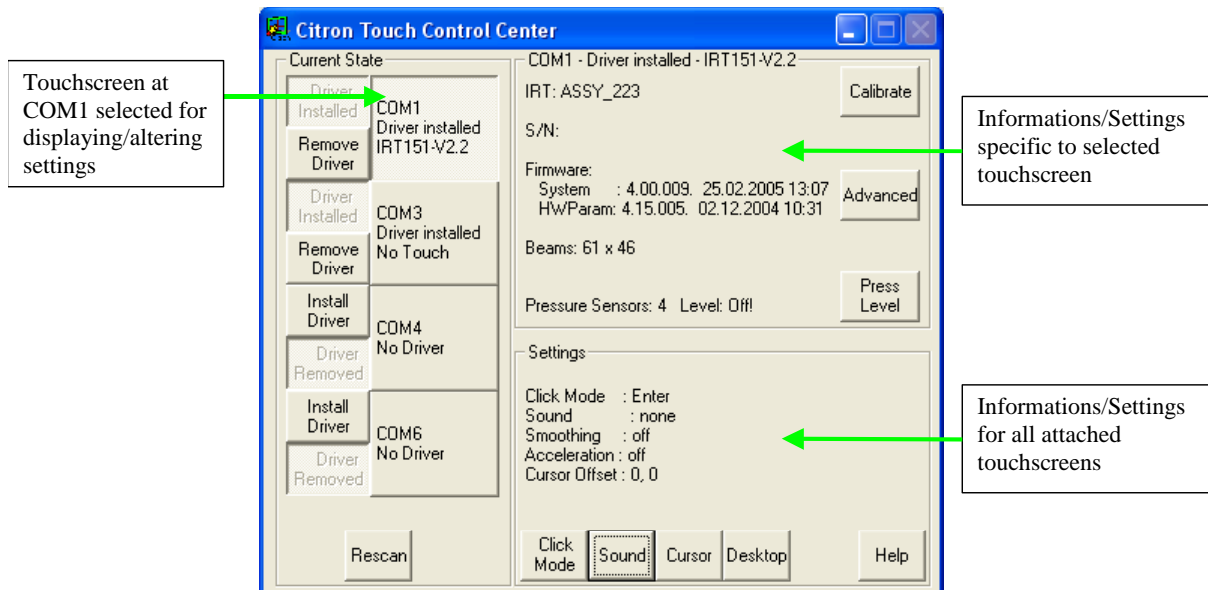 Citron Touch Control Center
Touchscreen at
COM1 selected for
displaying/altering
settings
Current State
Driver
Installed
COM1
Driver installed
IRT151-V2.2
Remove
Driver
Driver
Installed
COM3
Driver installed
No Touch
Remove
Driver
Install
Driver
COM4
No Driver
Driver
Removed
Install
Driver
COM6
No Driver
Driver
Removed
Rescan
COM1 - Driver installed - IRT151-V2.2
IRT: ASSY_223
Calibrate
S/N:
Firmware:
System : 4.00.009. 25.02.2005 13:07
HWParam: 4.15.005. 02.12.2004 10:31
Advanced
Beams: 61 x 46
Pressure Sensors: 4 Level: Off!
Press
Level
Settings
Click Mode : Enter
Sound : none
Smoothing : off
Acceleration : off
Cursor Offset : 0, 0
Click
Mode
Sound
Cursor
Desktop
Help
Informations/Settings
specific to selected
touchscreen
Informations/Settings
for all attached
touchscreens